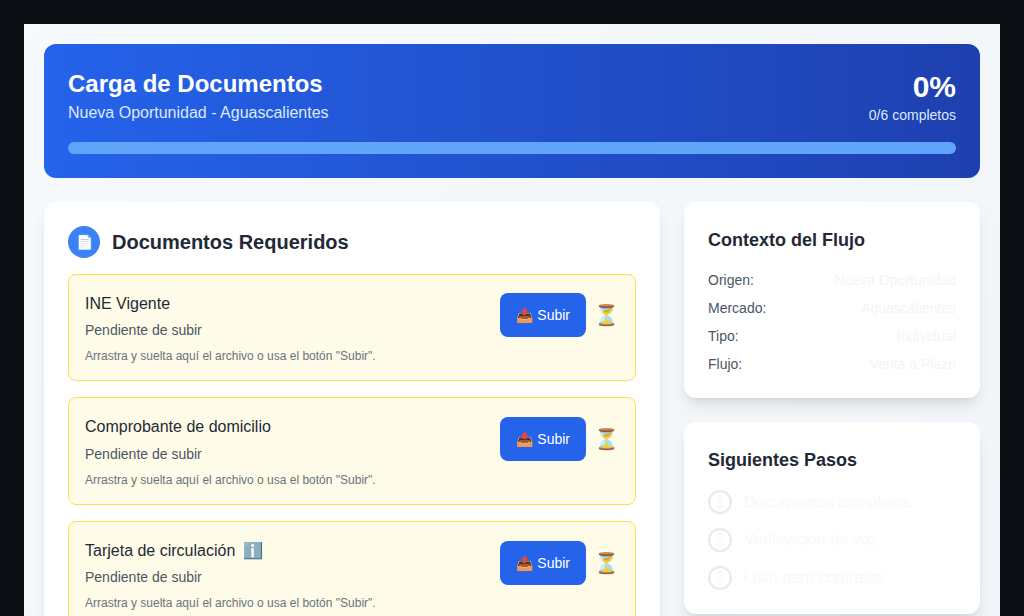 Carga de Documentos
Nueva Oportunidad - Aguascalientes
0%
0/6 completos
Documentos Requeridos
INE Vigente
Pendiente de subir
Arrastra y suelta aquí el archivo o usa el botón "Subir".
Subir
Comprobante de domicilio
Pendiente de subir
Arrastra y suelta aquí el archivo o usa el botón "Subir".
Subir
Tarjeta de circulación ℹ️
Pendiente de subir
Arrastra y suelta aquí el archivo o usa el botón "Subir".
Subir
Contexto del Flujo
Origen: Nueva Oportunidad
Mercado: Aguascalientes
Tipo: Individual
Flujo: Venta a Plazo
Siguientes Pasos
1 Documentos completos
2 Verificación de voz
3 Listo para contratos